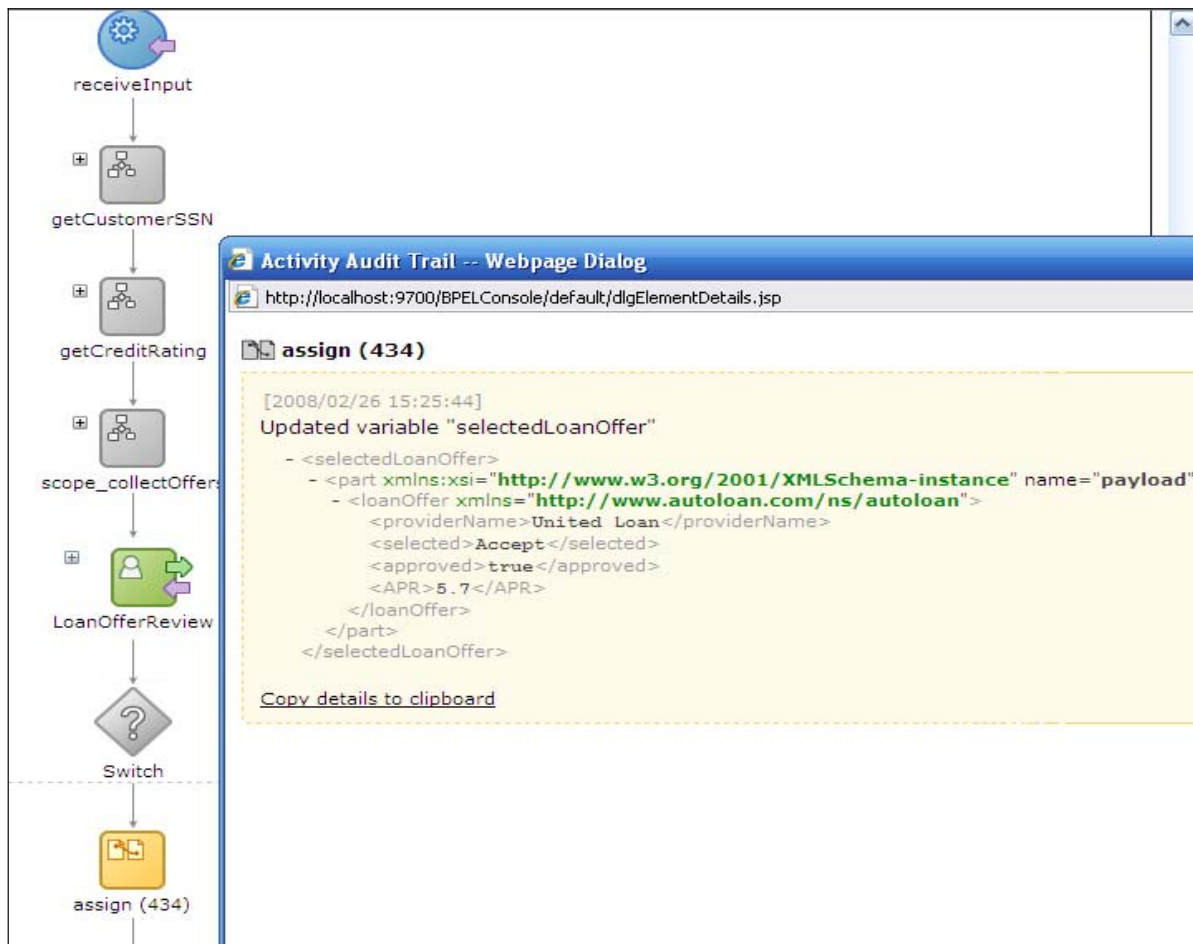 receiveInput
getCustomerSSN
getCreditRating
scope_collectOffers
LoanOfferReview
Switch
assign (434)
Activity Audit Trail -- Webpage Dialog
http://localhost:9700/BPELConsole/default/dlgElementDetails.jsp
assign (434)
[2008/02/26 15:25:44]
Updated variable "selectedLoanOffer"
- <selectedLoanOffer>
- <part xmlns:xsi="http://www.w3.org/2001/XMLSchema-instance" name="payload"
- <loanOffer xmlns="http://www.autoloan.com/ns/autoloan">
<providerName>United Loan</providerName>
<selected>Accept</selected>
<approved>true</approved>
<APR>5.7</APR>
</loanOffer>
</part>
</selectedLoanOffer>
Copy details to clipboard